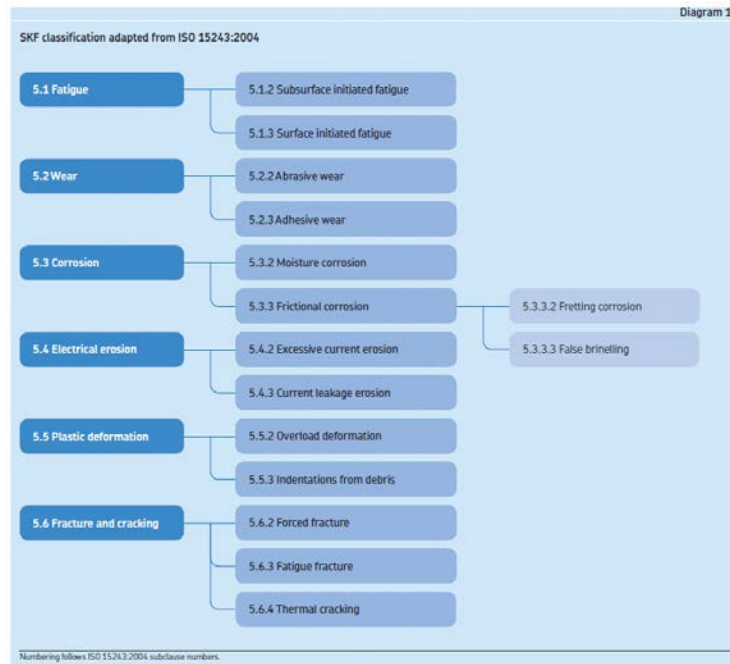 Diagram 1
SKF classification adapted from ISO 15243:2004
5.1 Fatigue
5.1.2 Subsurface initiated fatigue
5.1.3 Surface initiated fatigue
5.2 Wear
5.2.2 Abrasive wear
5.2.3 Adhesive wear
5.3 Corrosion
5.3.2 Moisture corrosion
5.3.3 Frictional corrosion
5.3.3.2 Fretting corrosion
5.3.3.3 False brinelling
5.4 Electrical erosion
5.4.2 Excessive current erosion
5.4.3 Current leakage erosion
5.5 Plastic deformation
5.5.2 Overload deformation
5.5.3 Indentations from debris
5.6 Fracture and cracking
5.6.2 Forced fracture
5.6.3 Fatigue fracture
5.6.4 Thermal cracking
Numbering follows ISO 15243:2004 subclause numbers.